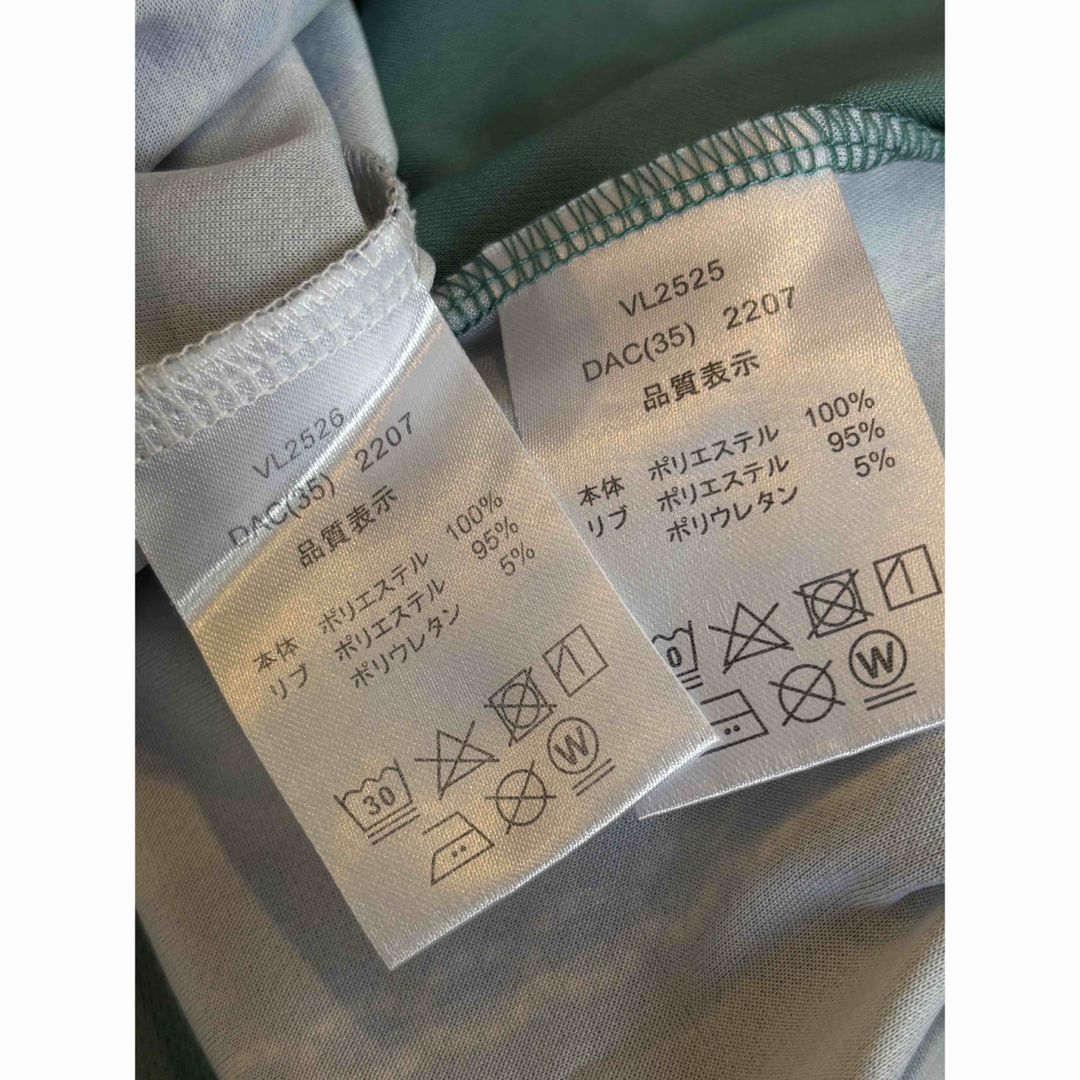 VL2526
DAC(35) 2207
品質表示
本体 ポリエステル 100%
リブ ポリエステル 95%
ポリウレタン 5%
30
W
VL2525
DAC(35) 2207
品質表示
本体 ポリエステル 100%
リブ ポリエステル 95%
ポリウレタン 5%
0
W